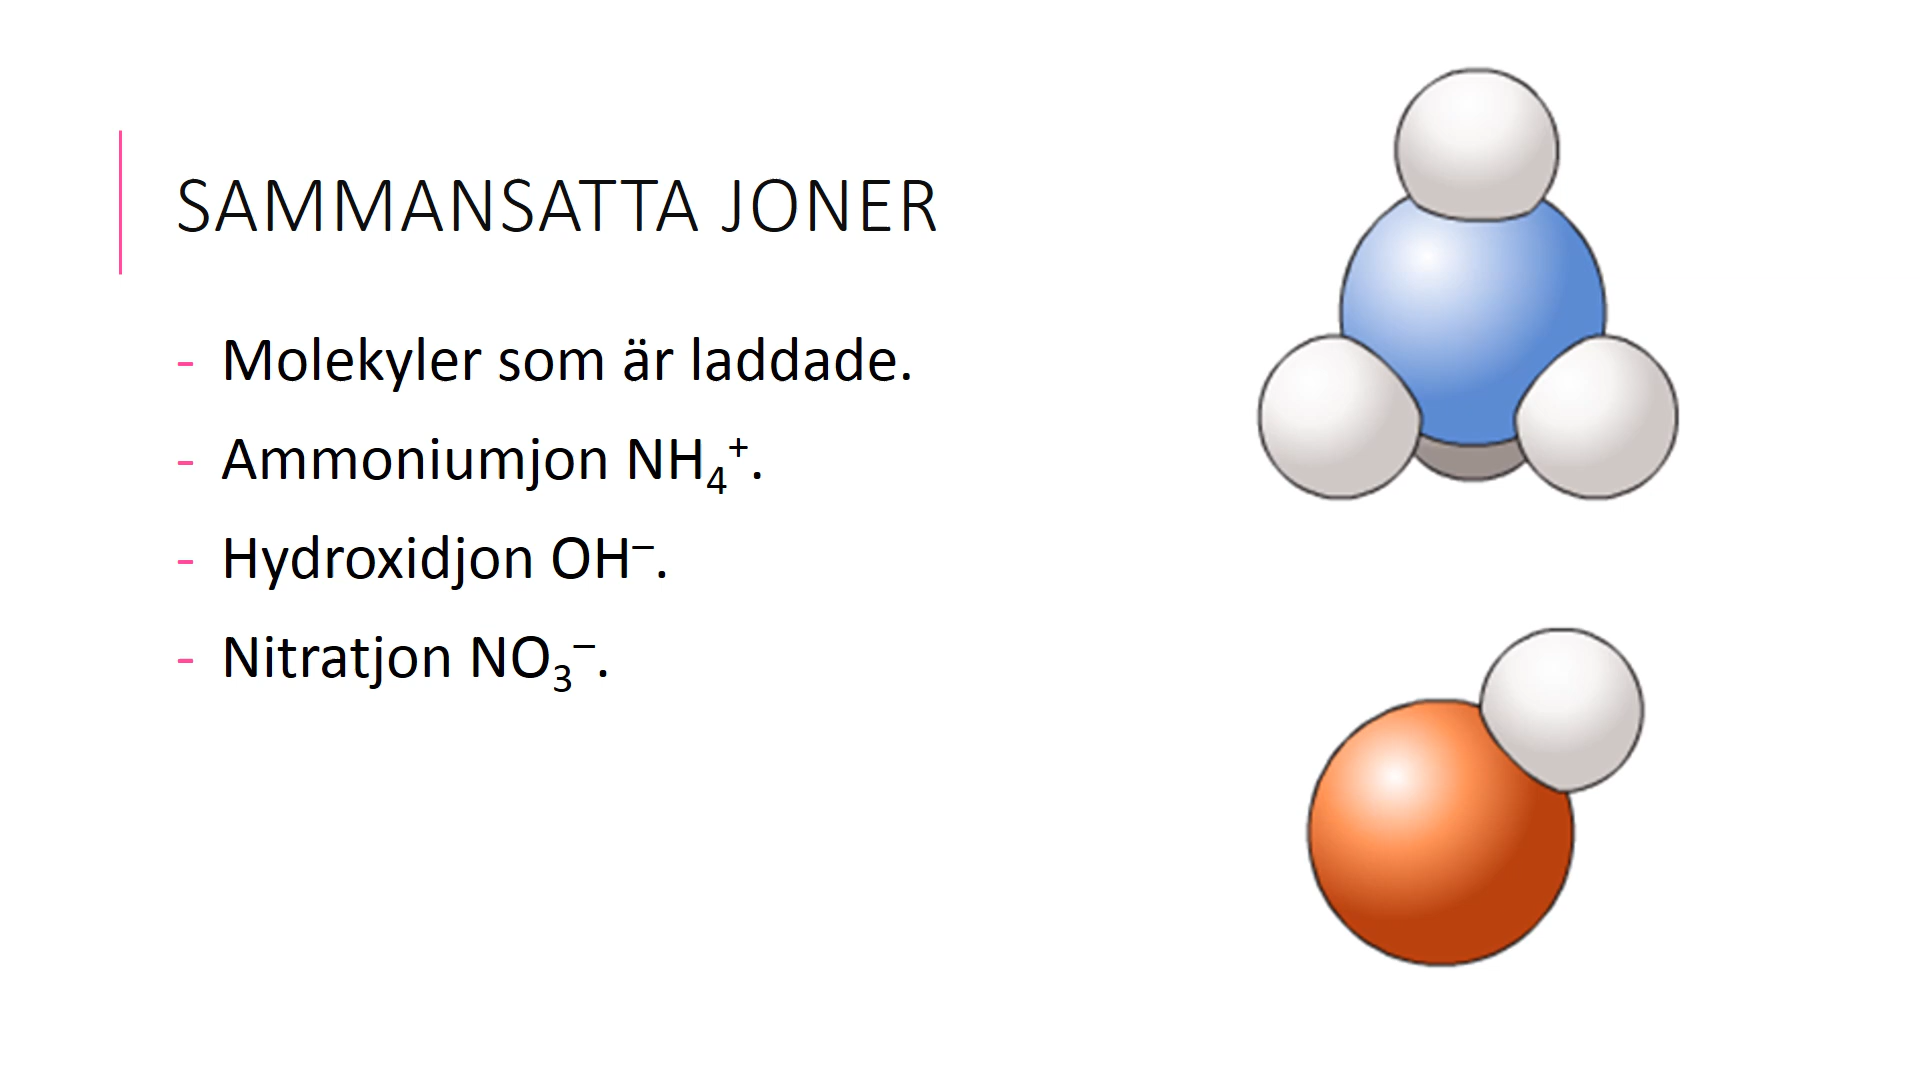 SAMMANSATTA JONER
- Molekyler som är laddade.
- Ammoniumjon NH₄⁺.
- Hydroxidjon OH⁻.
- Nitratjon NO₃⁻.